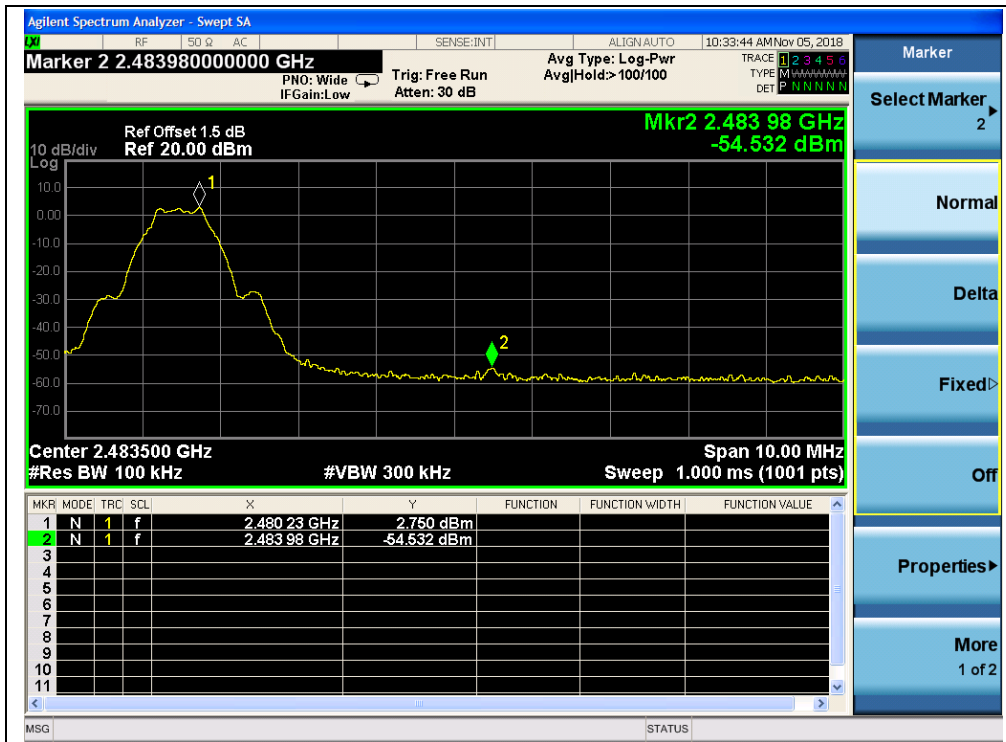 Agilent Spectrum Analyzer - Swept SA
LXI RF 50 Ω AC SENSE:INT ALIGN AUTO 10:33:44 AM Nov 05, 2018
Marker 2 2.483980000000 GHz
PNO: Wide
IFGain:Low
Trig: Free Run
Atten: 30 dB
Avg Type: Log-Pwr
Avg|Hold:>100/100
TRACE 1 2 3 4 5 6
TYPE M WWWWW
DET P N N N N N
Mkr2 2.483 98 GHz
-54.532 dBm
Ref Offset 1.5 dB
10 dB/div Ref 20.00 dBm
Log
10.0
0.00
-10.0
-20.0
-30.0
-40.0
-50.0
-60.0
-70.0
1
2
Center 2.483500 GHz Span 10.00 MHz
#Res BW 100 kHz #VBW 300 kHz Sweep 1.000 ms (1001 pts)
MKR MODE TRC SCL X Y FUNCTION FUNCTION WIDTH FUNCTION VALUE
1 N 1 f 2.480 23 GHz 2.750 dBm
2 N 1 f 2.483 98 GHz -54.532 dBm
3
4
5
6
7
8
9
10
11
MSG STATUS
Marker
Select Marker
2
Normal
Delta
Fixed
Off
Properties
More
1 of 2